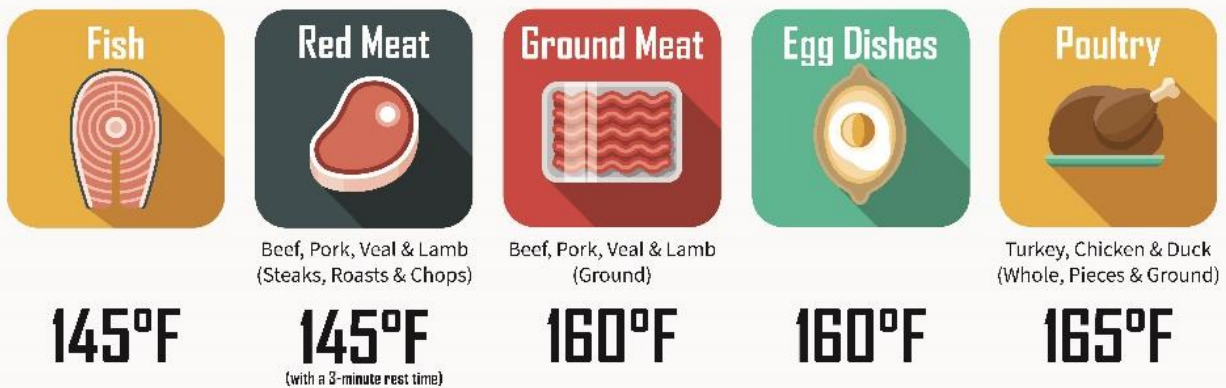 Fish
Red Meat
Ground Meat
Egg Dishes
Poultry
Beef, Pork, Veal & Lamb
(Steaks, Roasts & Chops)
Beef, Pork, Veal & Lamb
(Ground)
Turkey, Chicken & Duck
(Whole, Pieces & Ground)
145°F
145°F
(with a 3-minute rest time)
160°F
160°F
165°F